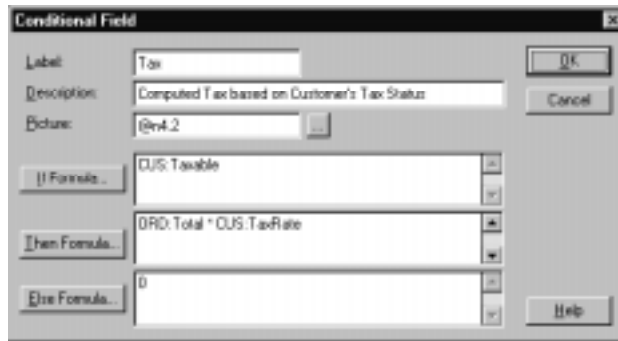 Conditional Field
Label: Tax OK
Description: Computed Tax based on Customer's Tax Status Cancel
Picture: @n4.2 ...
If Formula... CUS:Taxable
Then Formula... ORD:Total * CUS:TaxRate
Else Formula... 0
Help